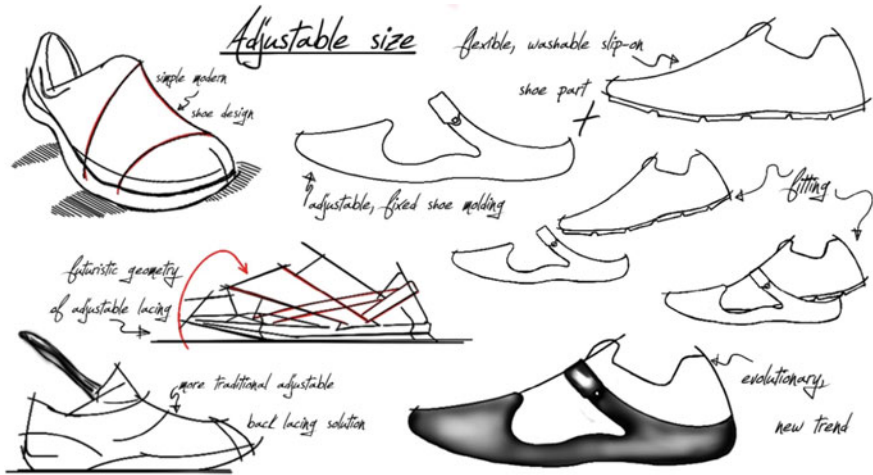 Adjustable size
flexible, washable slip-on
shoe part
simple modern
shoe design
adjustable, fixed shoe molding
fitting
futuristic geometry
of adjustable lacing
more traditional adjustable
back lacing solution
evolutionary,
new trend